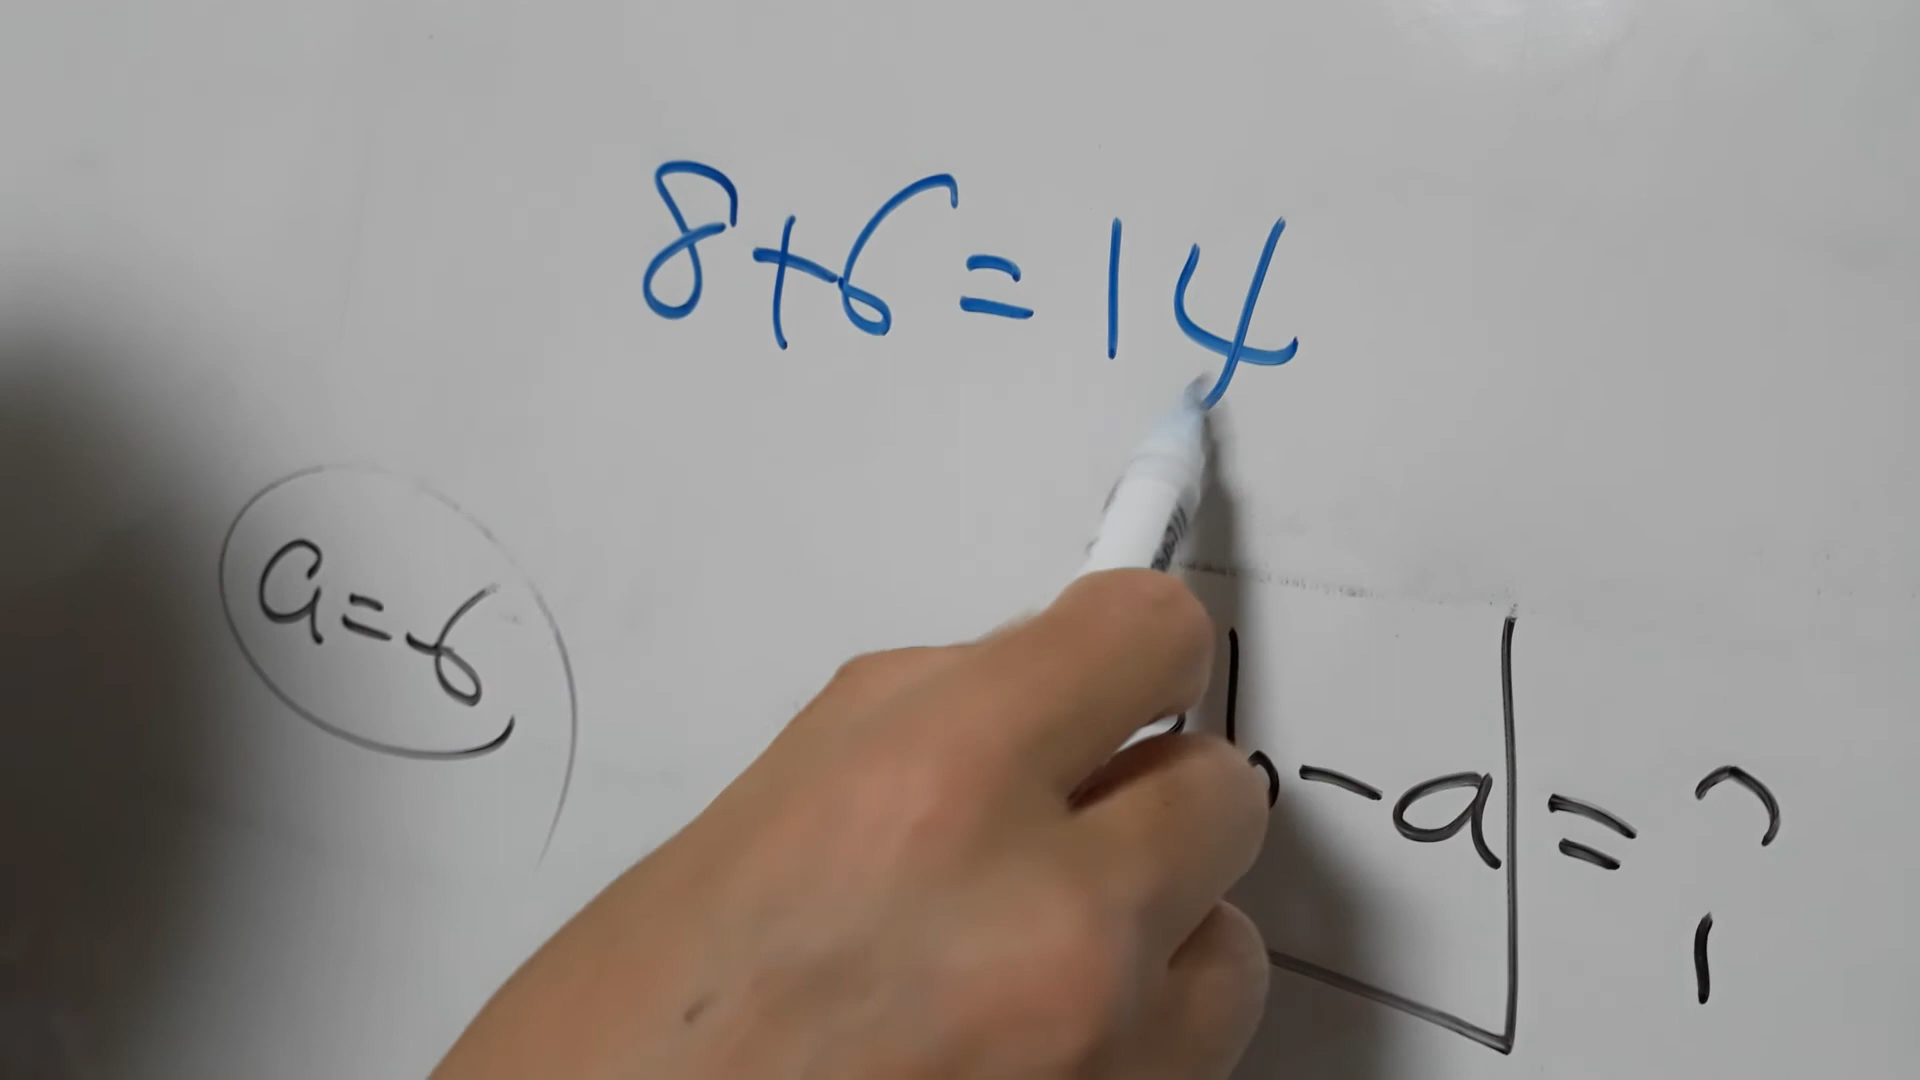 8+6=14
a=6
-a = ?